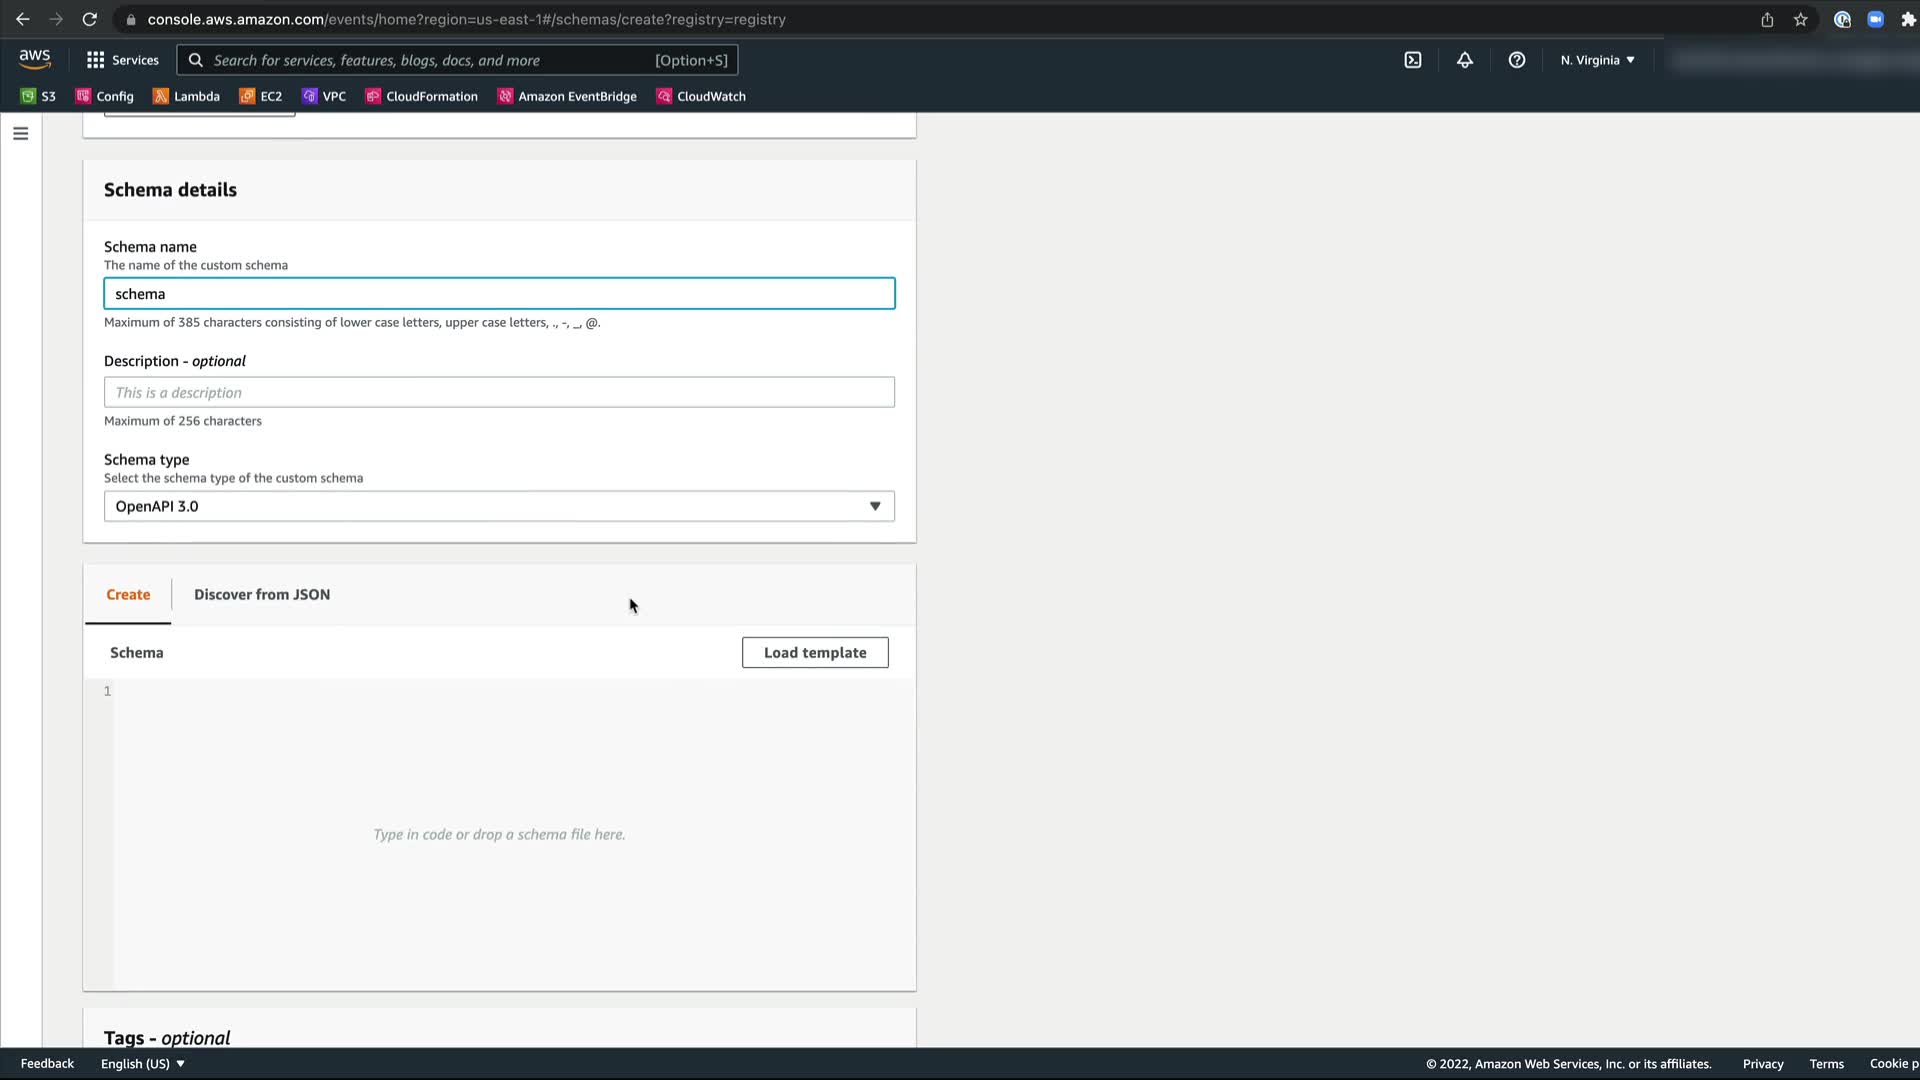 console.aws.amazon.com/events/home?region=us-east-1#/schemas/create?registry=registry
aws
Services
Search for services, features, blogs, docs, and more
[Option+S]
N. Virginia
S3
Config
Lambda
EC2
VPC
CloudFormation
Amazon EventBridge
CloudWatch
Schema details
Schema name
The name of the custom schema
schema
Maximum of 385 characters consisting of lower case letters, upper case letters, ., -, _, @.
Description - optional
This is a description
Maximum of 256 characters
Schema type
Select the schema type of the custom schema
OpenAPI 3.0
Create
Discover from JSON
Schema
Load template
1
Type in code or drop a schema file here.
Tags - optional
Feedback
English (US)
© 2022, Amazon Web Services, Inc. or its affiliates.
Privacy
Terms
Cookie p